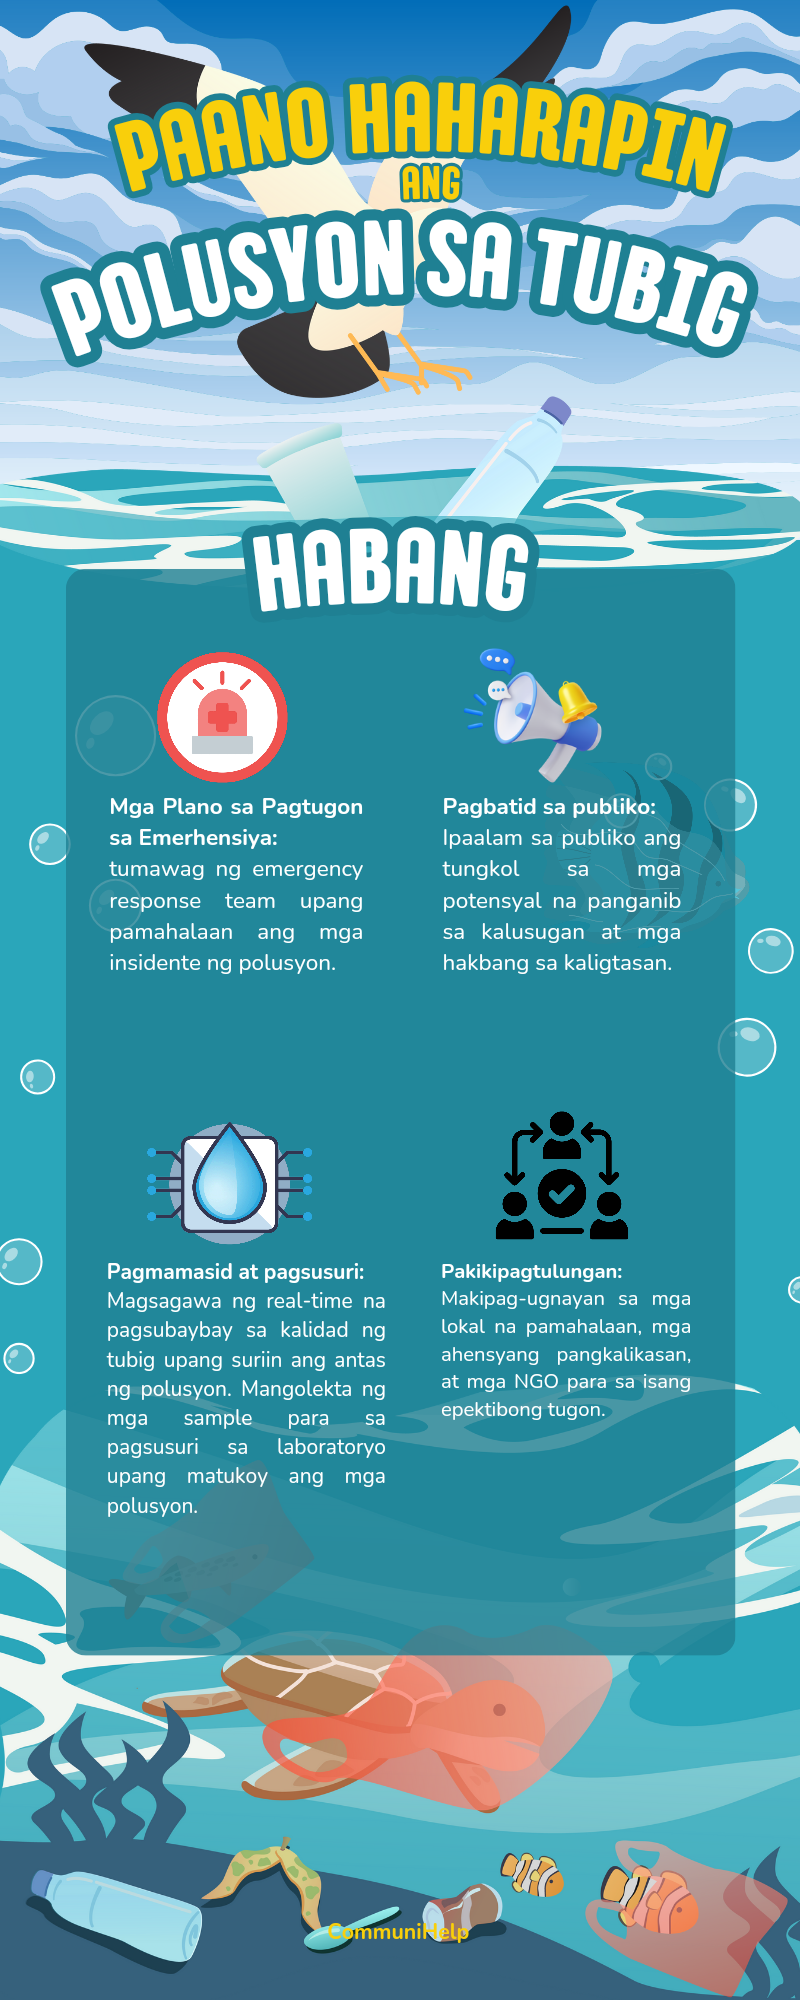 PAANO HAHARAPIN
ANG
POLUSYON SA TUBIG
HABANG
Mga Plano sa Pagtugon
sa Emerhensiya:
tumawag ng emergency
response team upang
pamahalaan ang mga
insidente ng polusyon.
Pagbatid sa publiko:
Ipaalam sa publiko ang
tungkol sa mga
potensyal na panganib
sa kalusugan at mga
hakbang sa kaligtasan.
Pagmamasid at pagsusuri:
Magsagawa ng real-time na
pagsubaybay sa kalidad ng
tubig upang suriin ang antas
ng polusyon. Mangolekta ng
mga sample para sa
pagsusuri sa laboratoryo
upang matukoy ang mga
polusyon.
Pakikipagtulungan:
Makipag-ugnayan sa mga
lokal na pamahalaan, mga
ahensyang pangkalikasan,
at mga NGO para sa isang
epektibong tugon.
CommuniHelp